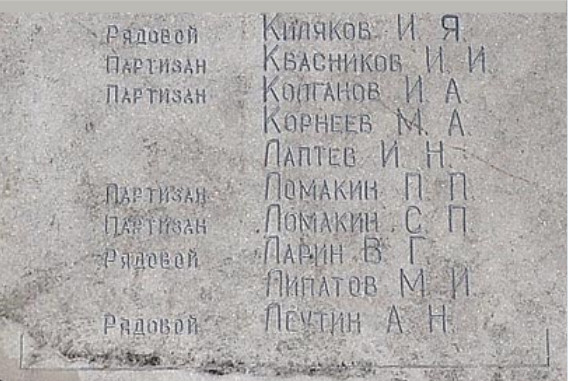 Рядовой Киляков И. Я.
Партизан Квасников И. И.
Партизан Колганов И. А.
Корнеев М. А.
Лаптев И. Н.
Партизан Ломакин П. П.
Партизан Ломакин С. П.
Рядовой Ларин В. Г.
Липатов М. И.
Рядовой Леутин А. Н.